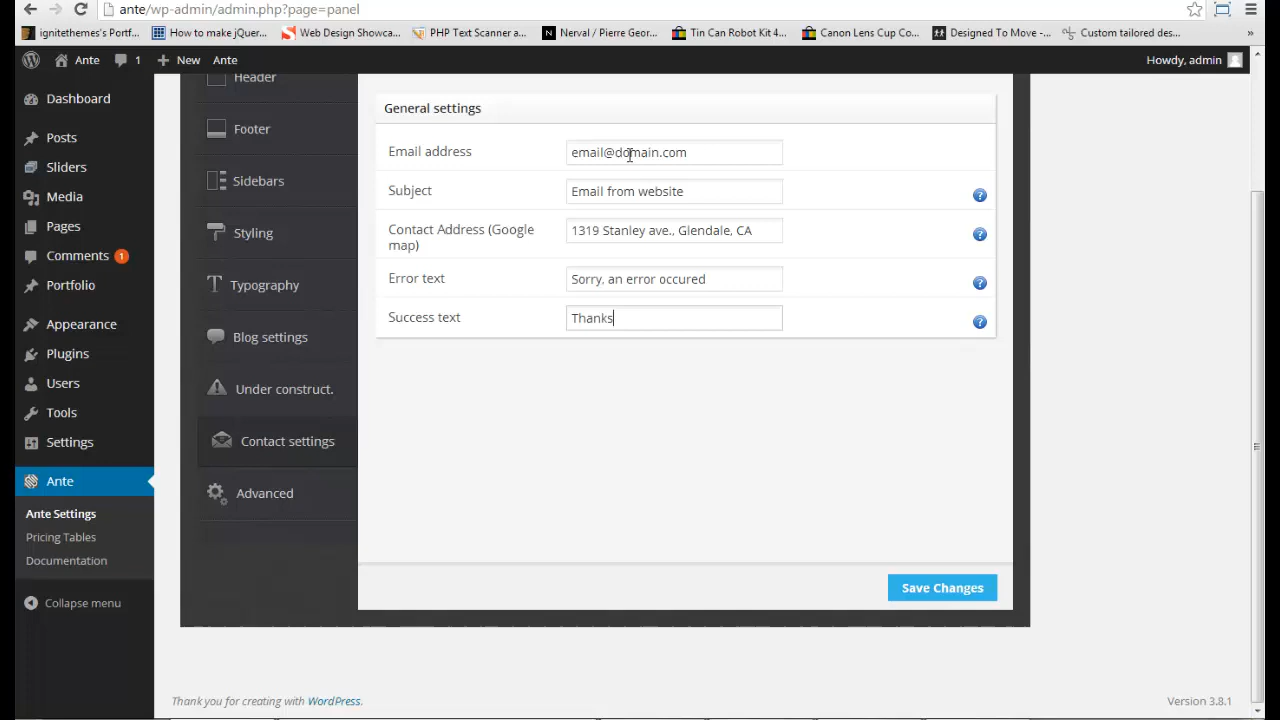 ante/wp-admin/admin.php?page=panel
ignitethemes's Portf...
How to make jQuer...
Web Design Showca...
PHP Text Scanner a...
Nerval / Pierre Geor...
Tin Can Robot Kit 4...
Canon Lens Cup Co...
Designed To Move -...
Custom tailored des...
»
Ante
1
New
Ante
Howdy, admin
Dashboard
Posts
Sliders
Media
Pages
Comments 1
Portfolio
Appearance
Plugins
Users
Tools
Settings
Ante
Ante Settings
Pricing Tables
Documentation
Collapse menu
Header
Footer
Sidebars
Styling
Typography
Blog settings
Under construct.
Contact settings
Advanced
General settings
Email address
email@domain.com
Subject
Email from website
?
Contact Address (Google
map)
1319 Stanley ave., Glendale, CA
?
Error text
Sorry, an error occured
?
Success text
Thanks
?
Save Changes
Thank you for creating with WordPress.
Version 3.8.1